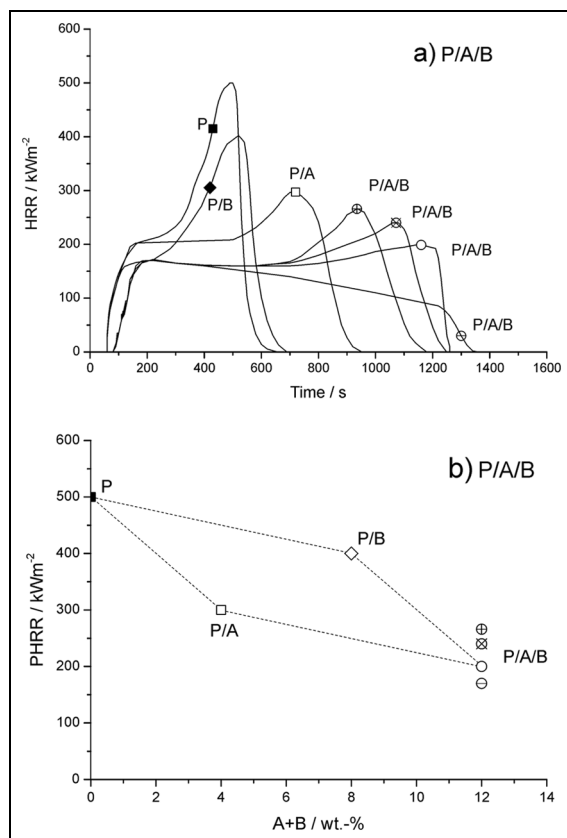 a) P/A/B
600
500
400
300
200
100
0
HRR / kWm-2
P
P/B
P/A
P/A/B
P/A/B
P/A/B
P/A/B
0 200 400 600 800 1000 1200 1400 1600
Time / s
b) P/A/B
600
500
400
300
200
100
0
PHRR / kWm-2
P
P/B
P/A
P/A/B
0 2 4 6 8 10 12 14
A+B / wt.-%